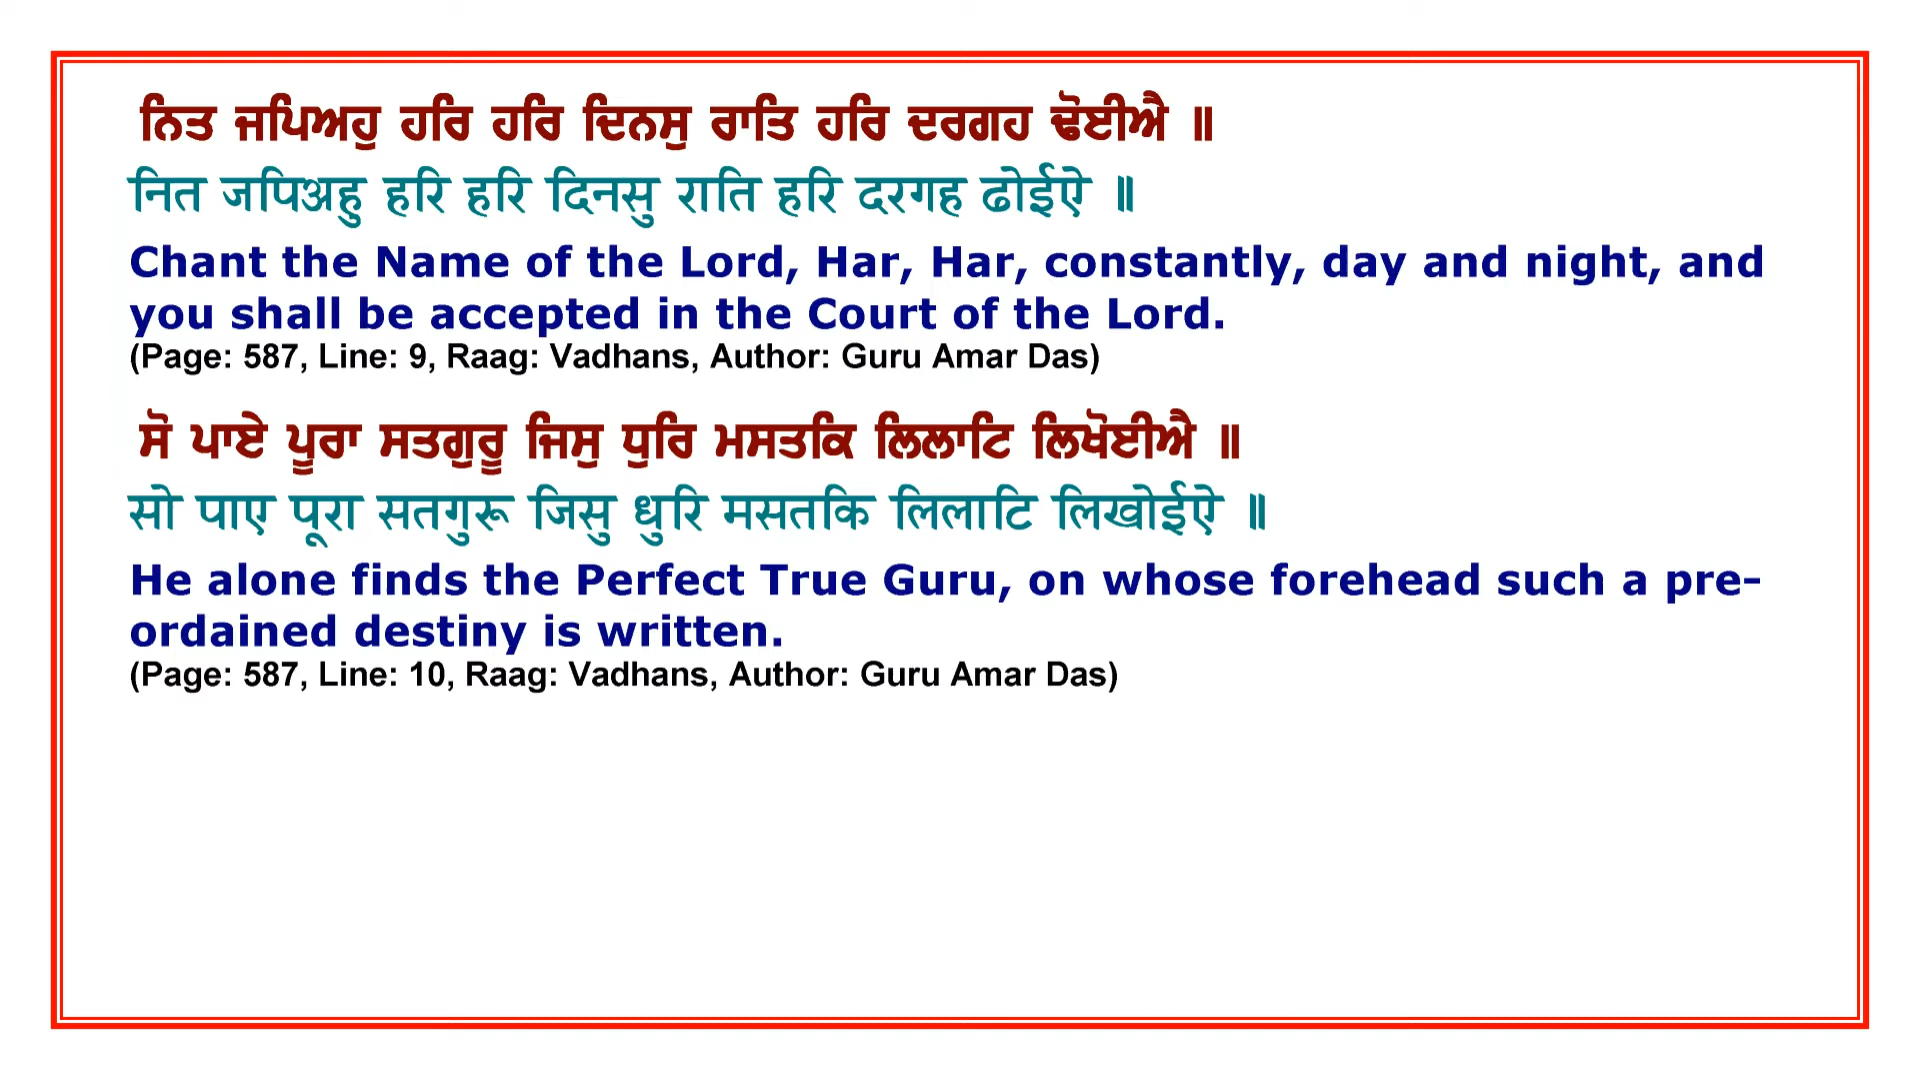 ਨਿਤ ਜਪਿਅਹੁ ਹਰਿ ਹਰਿ ਦਿਨਸੁ ਰਾਤਿ ਹਰਿ ਦਰਗਹ ਢੋਈਐ ॥
नित जपिअहु हरि हरि दिनसु राति हरि दरगह ढोईऐ ॥
Chant the Name of the Lord, Har, Har, constantly, day and night, and
you shall be accepted in the Court of the Lord.
(Page: 587, Line: 9, Raag: Vadhans, Author: Guru Amar Das)
ਸੋ ਪਾਏ ਪੂਰਾ ਸਤਗੁਰੂ ਜਿਸੁ ਧੁਰਿ ਮਸਤਕਿ ਲਿਲਾਟਿ ਲਿਖੋਈਐ ॥
सो पाए पूरा सतगुरू जिसु धुरि मसतकि लिलाटि लिखोईऐ ॥
He alone finds the Perfect True Guru, on whose forehead such a pre-
ordained destiny is written.
(Page: 587, Line: 10, Raag: Vadhans, Author: Guru Amar Das)